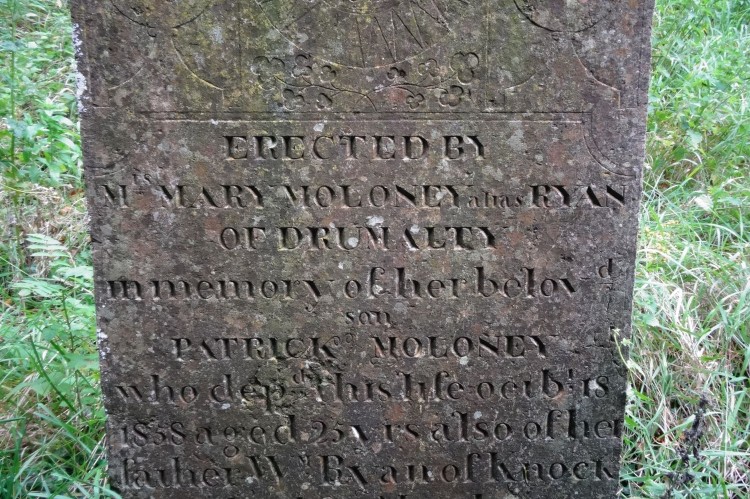 ERECTED BY
Mrs MARY MOLONEY alias RYAN
OF DRUMALTY
in memory of her belovd
son
PATRICK MOLONEY
who depd this life octbr 18
1838 aged 25 yrs also of her
father Wm Ryan of knock